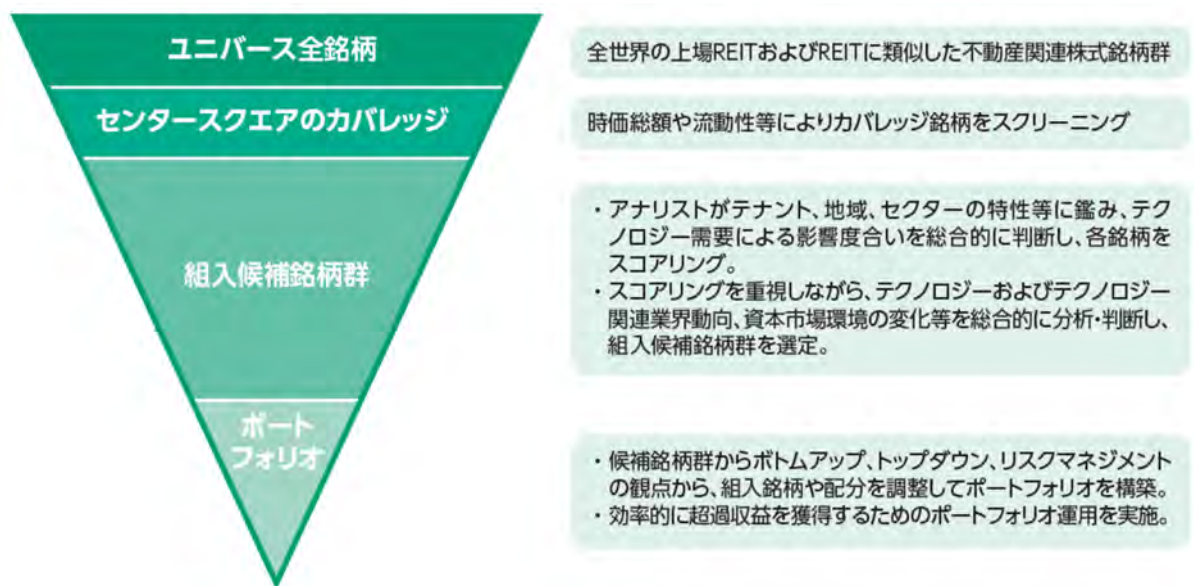 ユニバース全銘柄
全世界の上場REITおよびREITに類似した不動産関連株式銘柄群
センタースクエアのカバレッジ
時価総額や流動性等によりカバレッジ銘柄をスクリーニング
組入候補銘柄群
・アナリストがテナント、地域、セクターの特性等に鑑み、テク
ノロジー需要による影響度合いを総合的に判断し、各銘柄を
スコアリング。
・スコアリングを重視しながら、テクノロジーおよびテクノロジー
関連業界動向、資本市場環境の変化等を総合的に分析・判断し、
組入候補銘柄群を選定。
ポート
フォリオ
・候補銘柄群からボトムアップ、トップダウン、リスクマネジメント
の観点から、組入銘柄や配分を調整してポートフォリオを構築。
・効率的に超過収益を獲得するためのポートフォリオ運用を実施。